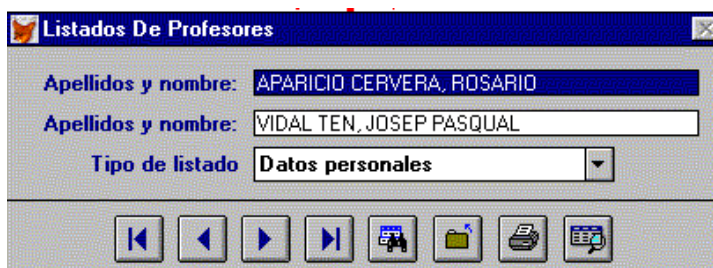 Listados De Profesores
Apellidos y nombre: APARICIO CERVERA, ROSARIO
Apellidos y nombre: VIDAL TEN, JOSEP PASQUAL
Tipo de listado Datos personales